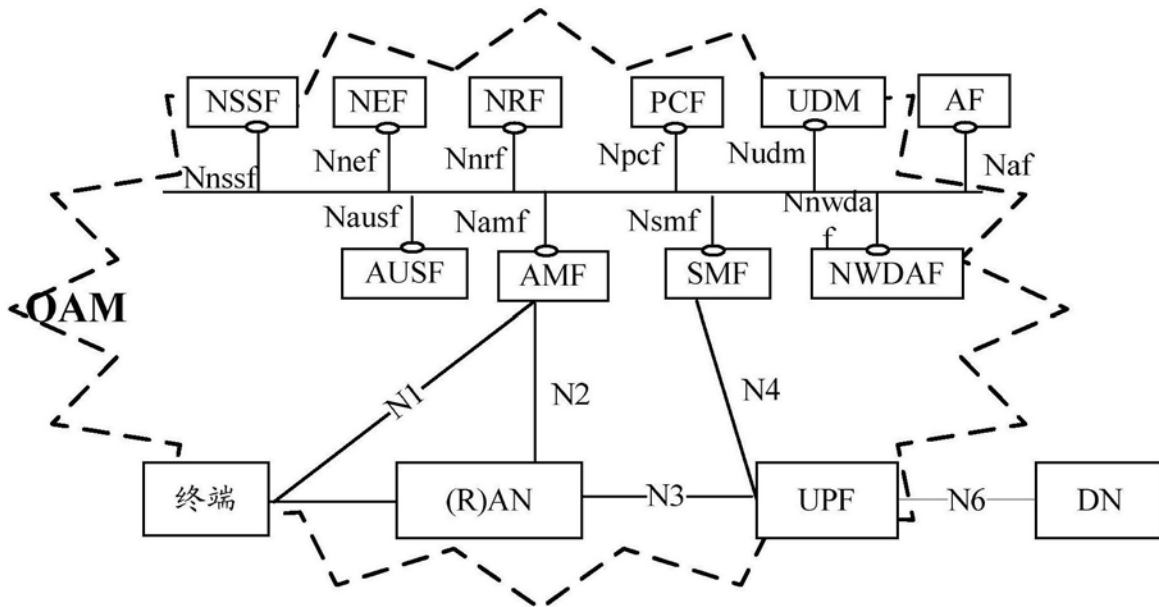 NSSF
NEF
NRF
PCF
UDM
AF
Nnssf
Nnef
Nnrf
Npcf
Nudm
Naf
Nausf
Namf
Nsmf
Nnwda
f
AUSF
AMF
SMF
NWDAF
OAM
N1
N2
N4
终端
(R)AN
N3
UPF
N6
DN